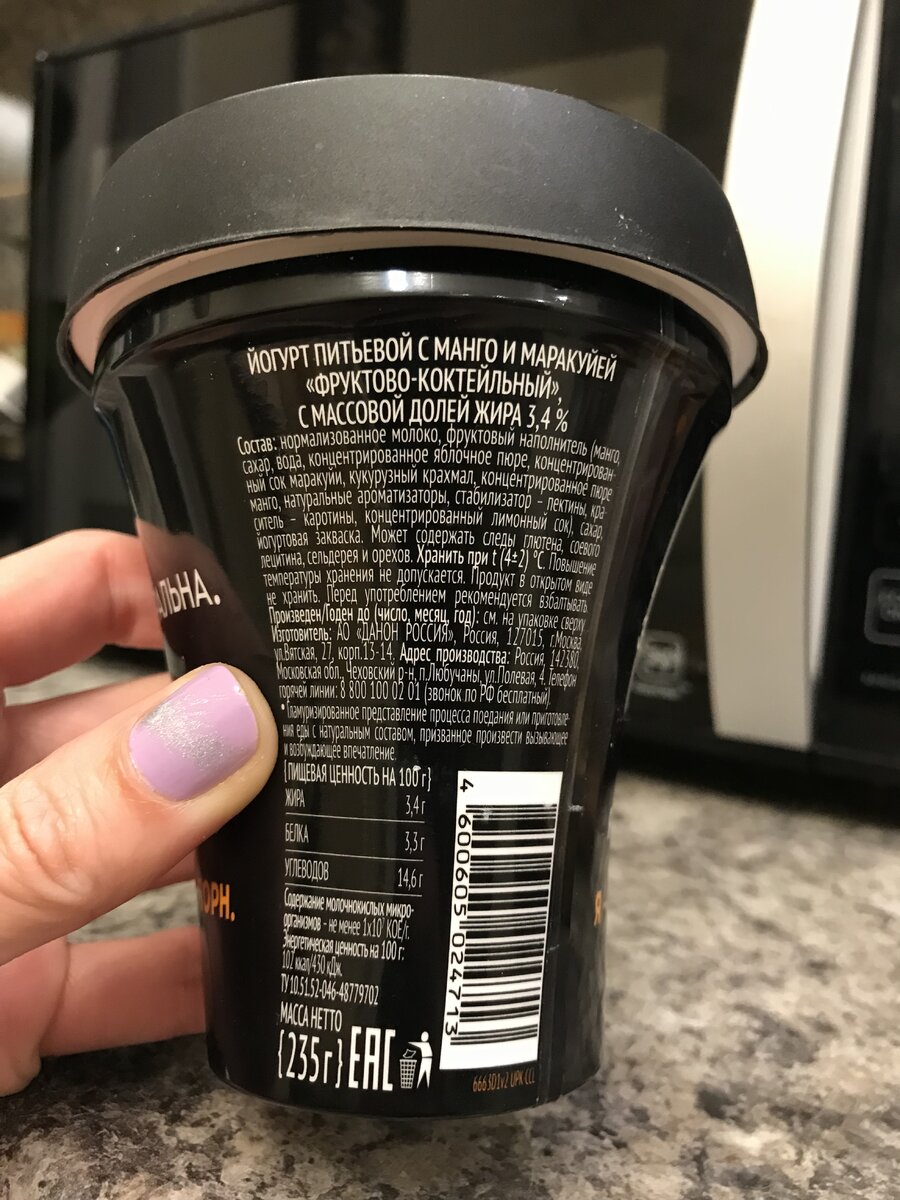 ЙОГУРТ ПИТЬЕВОЙ С МАНГО И МАРАКУЙЕЙ
«ФРУКТОВО-КОКТЕЙЛЬНЫЙ»,
С МАССОВОЙ ДОЛЕЙ ЖИРА 3,4 %
Состав: нормализованное молоко, фруктовый наполнитель (манго,
сахар, вода, концентрированное яблочное пюре, концентрирован-
ный сок маракуйи, кукурузный крахмал, концентрированное пюре
манго, натуральные ароматизаторы, стабилизатор - пектины, кра-
ситель - каротины, концентрированный лимонный сок), сахар,
йогуртовая закваска. Может содержать следы глютена, соевого
лецитина, сельдерея и орехов. Хранить при t (4±2) °С. Повышение
температуры хранения не допускается. Продукт в открытом виде
не хранить. Перед употреблением рекомендуется взбалтывать.
Произведен/Годен до (число, месяц, год): см. на упаковке сверху.
Изготовитель: АО «ДАНОН РОССИЯ», Россия, 127015, г.Москва,
ул.Вятская, 27, корп.13-14. Адрес производства: Россия, 142380,
Московская обл., Чеховский р-н, п.Любучаны, ул.Полевая, 4. Телефон
горячей линии: 8 800 100 02 01 (звонок по РФ бесплатный).
*Гламуризированное представление процесса поедания или приготовле-
ния еды с натуральным составом, призванное произвести вызывающее
и возбуждающее впечатление.
{ПИЩЕВАЯ ЦЕННОСТЬ НА 100 г}
ЖИРА 3,4 г
БЕЛКА 3,3 г
УГЛЕВОДОВ 14,6 г
Содержание молочнокислых микро-
организмов - не менее 1х10⁷ КОЕ/г.
Энергетическая ценность на 100 г:
102 ккал/430 кДж
ТУ 10.51.52-046-48779702
МАССА НЕТТО
{235г} ЕАС
4 600605 024713
6663D1v2 UPK CCL
АЛЬНА.
ОРН.
Я